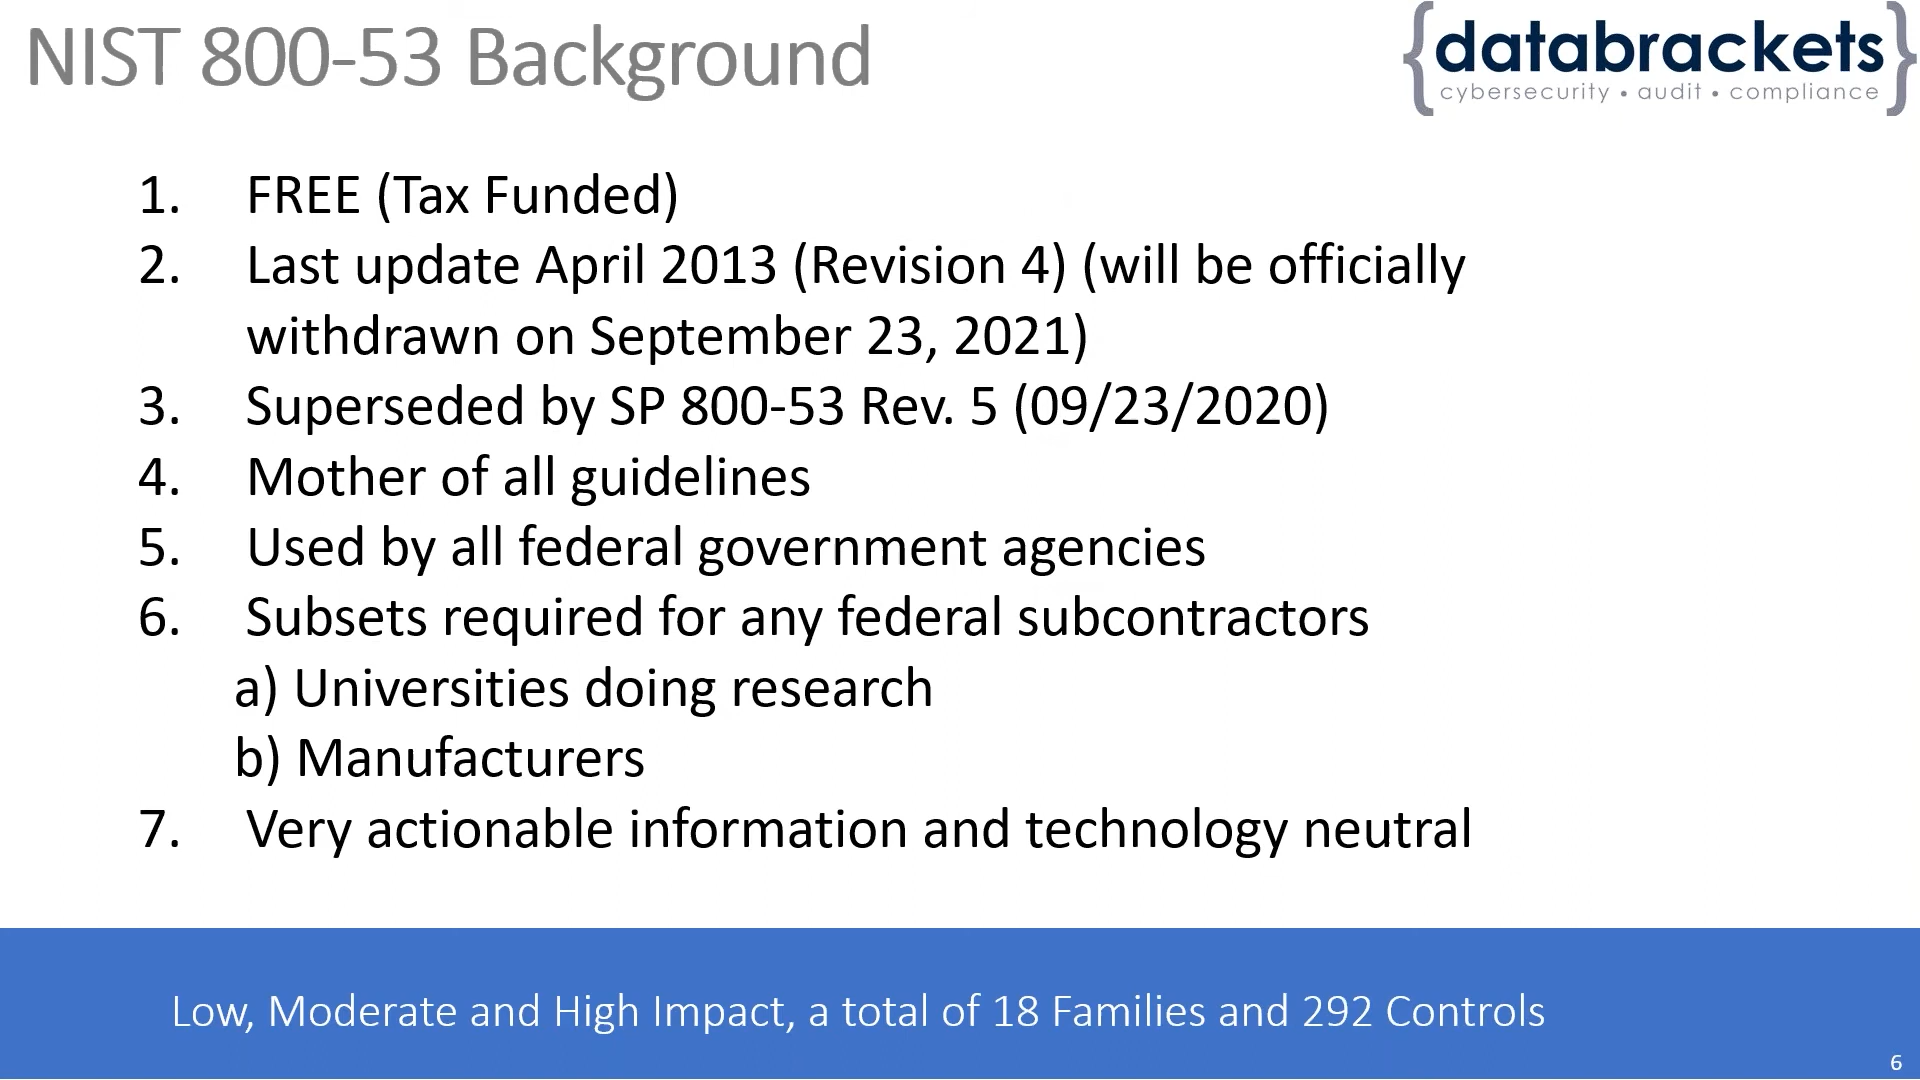 NIST 800-53 Background
{databrackets}
cybersecurity • audit • compliance
1. FREE (Tax Funded)
2. Last update April 2013 (Revision 4) (will be officially
withdrawn on September 23, 2021)
3. Superseded by SP 800-53 Rev. 5 (09/23/2020)
4. Mother of all guidelines
5. Used by all federal government agencies
6. Subsets required for any federal subcontractors
a) Universities doing research
b) Manufacturers
7. Very actionable information and technology neutral
Low, Moderate and High Impact, a total of 18 Families and 292 Controls
6